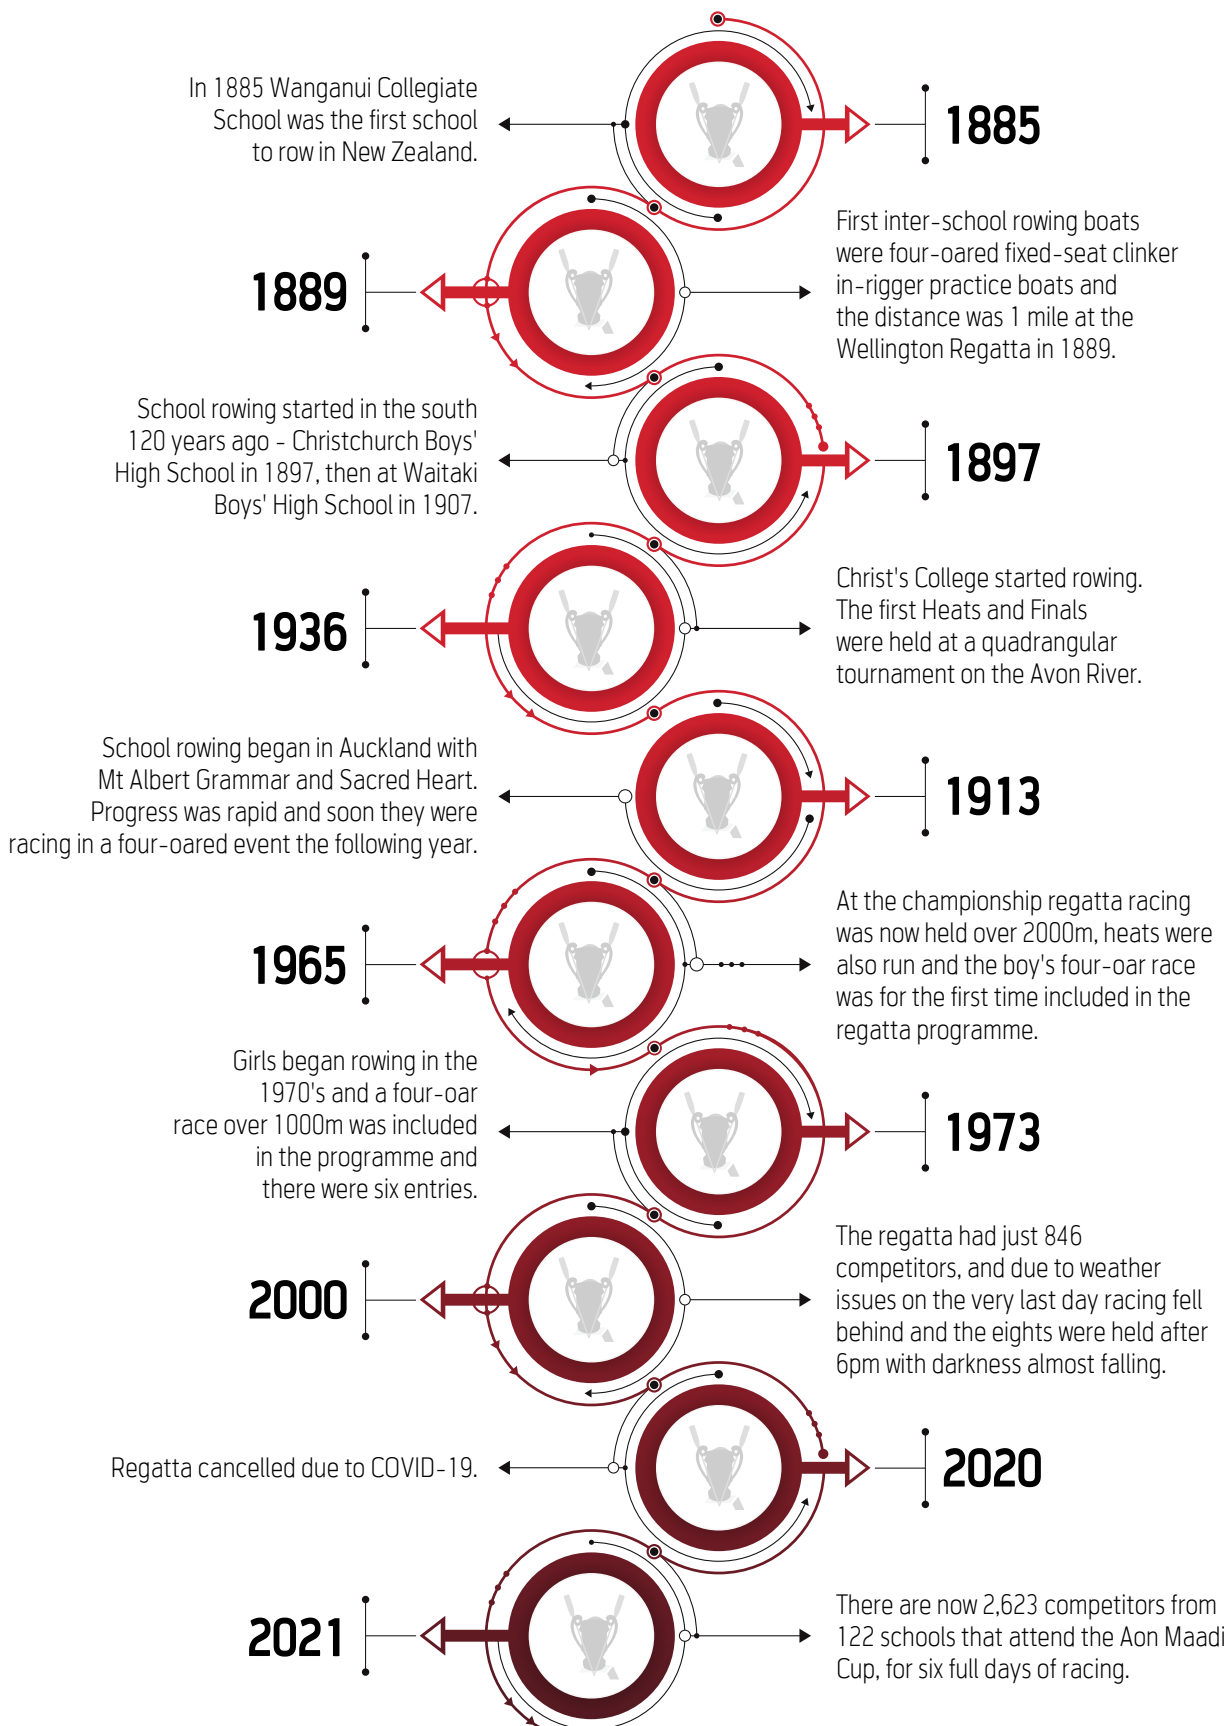 In 1885 Wanganui Collegiate
School was the first school
to row in New Zealand.
1885
1889
First inter-school rowing boats
were four-oared fixed-seat clinker
in-rigger practice boats and
the distance was 1 mile at the
Wellington Regatta in 1889.
School rowing started in the south
120 years ago - Christchurch Boys'
High School in 1897, then at Waitaki
Boys' High School in 1907.
1897
1936
Christ's College started rowing.
The first Heats and Finals
were held at a quadrangular
tournament on the Avon River.
School rowing began in Auckland with
Mt Albert Grammar and Sacred Heart.
Progress was rapid and soon they were
racing in a four-oared event the following year.
1913
1965
At the championship regatta racing
was now held over 2000m, heats were
also run and the boy's four-oar race
was for the first time included in the
regatta programme.
Girls began rowing in the
1970's and a four-oar
race over 1000m was included
in the programme and
there were six entries.
1973
2000
The regatta had just 846
competitors, and due to weather
issues on the very last day racing fell
behind and the eights were held after
6pm with darkness almost falling.
Regatta cancelled due to COVID-19.
2020
2021
There are now 2,623 competitors from
122 schools that attend the Aon Maadi
Cup, for six full days of racing.